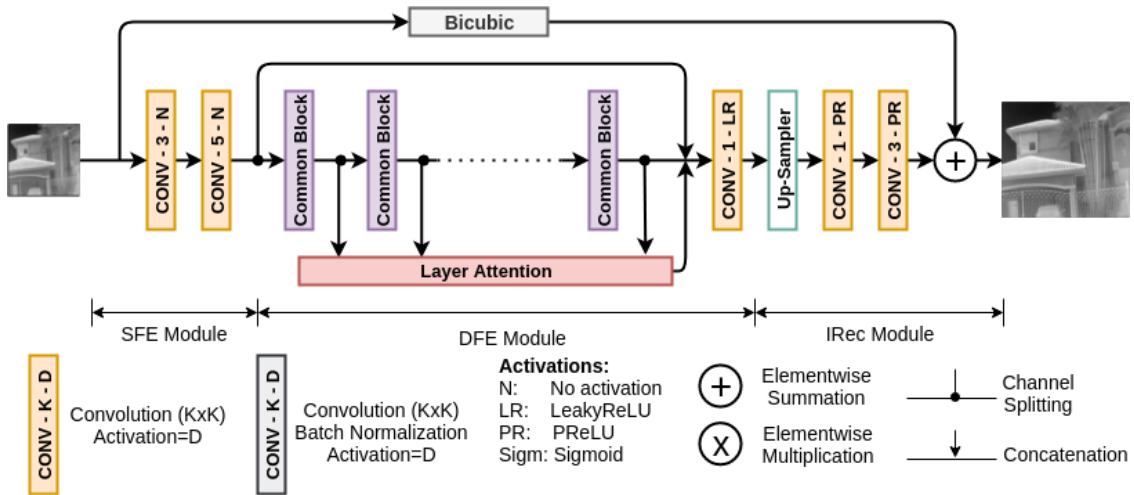 Bicubic
CONV - 3 - N
CONV - 5 - N
Common Block
Common Block
Common Block
CONV - 1 - LR
Up-Sampler
CONV - 1 - PR
CONV - 3 - PR
+
Layer Attention
SFE Module
DFE Module
IRec Module
CONV - K - D
Convolution (KxK)
Activation=D
CONV - K - D
Convolution (KxK)
Batch Normalization
Activation=D
Activations:
N: No activation
LR: LeakyReLU
PR: PReLU
Sigm: Sigmoid
+
Elementwise
Summation
X
Elementwise
Multiplication
Channel
Splitting
Concatenation